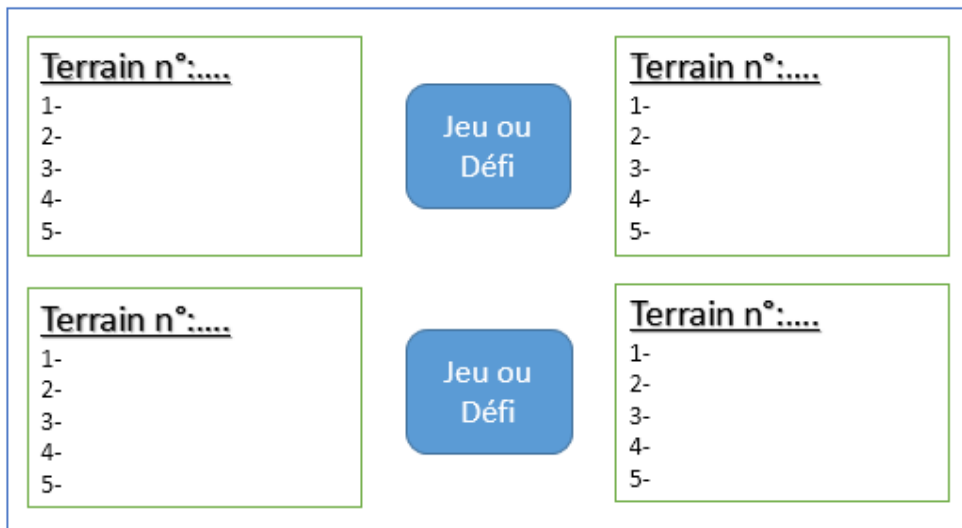 Terrain n°:....
1-
2-
3-
4-
5-
Jeu ou
Défi
Terrain n°:....
1-
2-
3-
4-
5-
Terrain n°:....
1-
2-
3-
4-
5-
Jeu ou
Défi
Terrain n°:....
1-
2-
3-
4-
5-